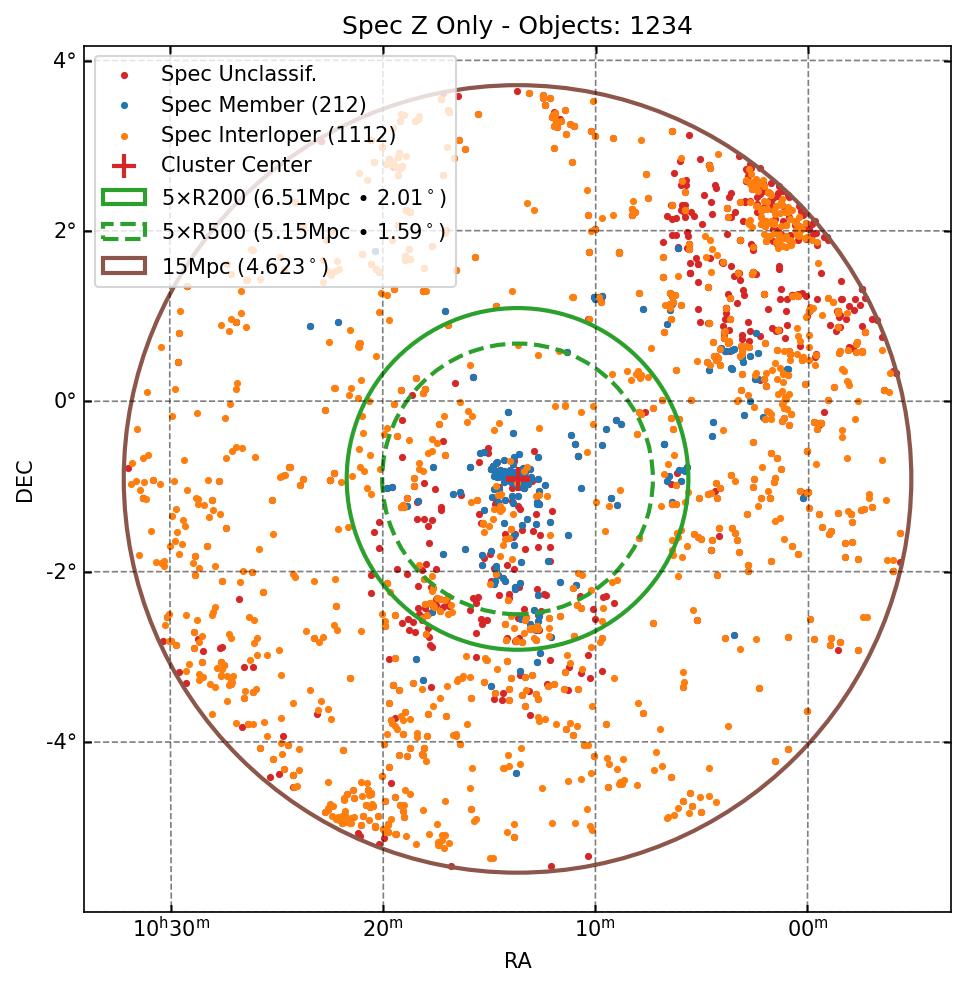 Spec Z Only - Objects: 1234
Spec Unclassif.
Spec Member (212)
Spec Interloper (1112)
Cluster Center
5×R200 (6.51Mpc • 2.01°)
5×R500 (5.15Mpc • 1.59°)
15Mpc (4.623°)
4°
2°
0°
-2°
-4°
DEC
10ʰ30ᵐ
20ᵐ
10ᵐ
00ᵐ
RA